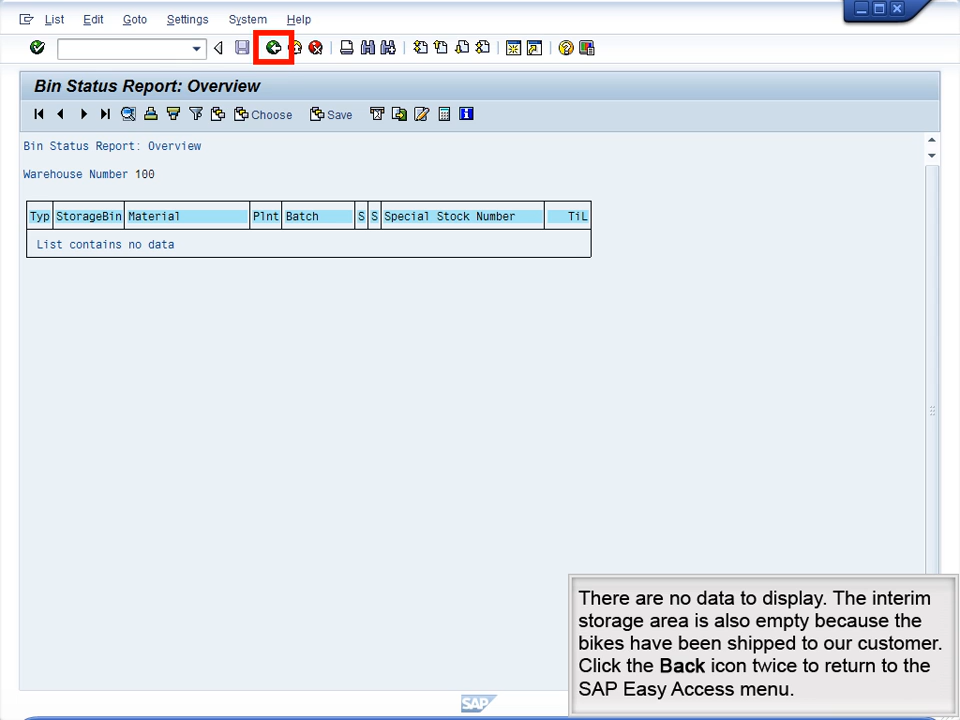 List Edit Goto Settings System Help
Bin Status Report: Overview
Choose Save
Bin Status Report: Overview
Warehouse Number 100
Typ StorageBin Material Plnt Batch S S Special Stock Number TiL
List contains no data
There are no data to display. The interim
storage area is also empty because the
bikes have been shipped to our customer.
Click the Back icon twice to return to the
SAP Easy Access menu.
SAP